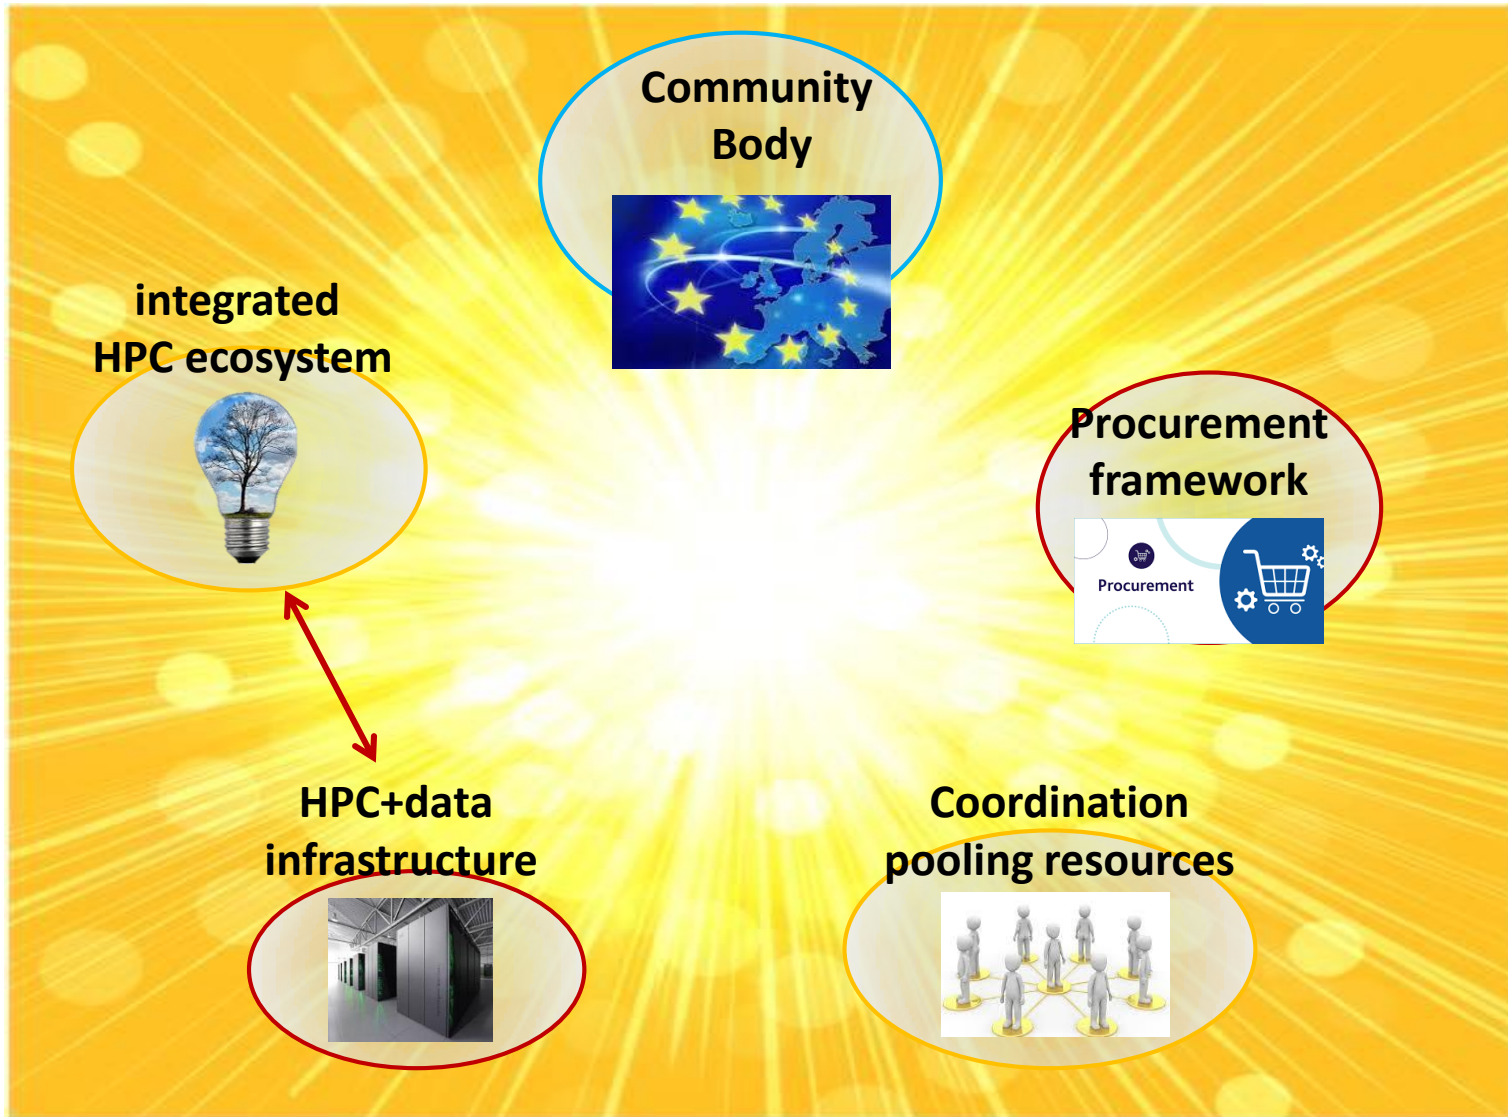 Community
Body
integrated
HPC ecosystem
Procurement
framework
Procurement
HPC+data
infrastructure
Coordination
pooling resources